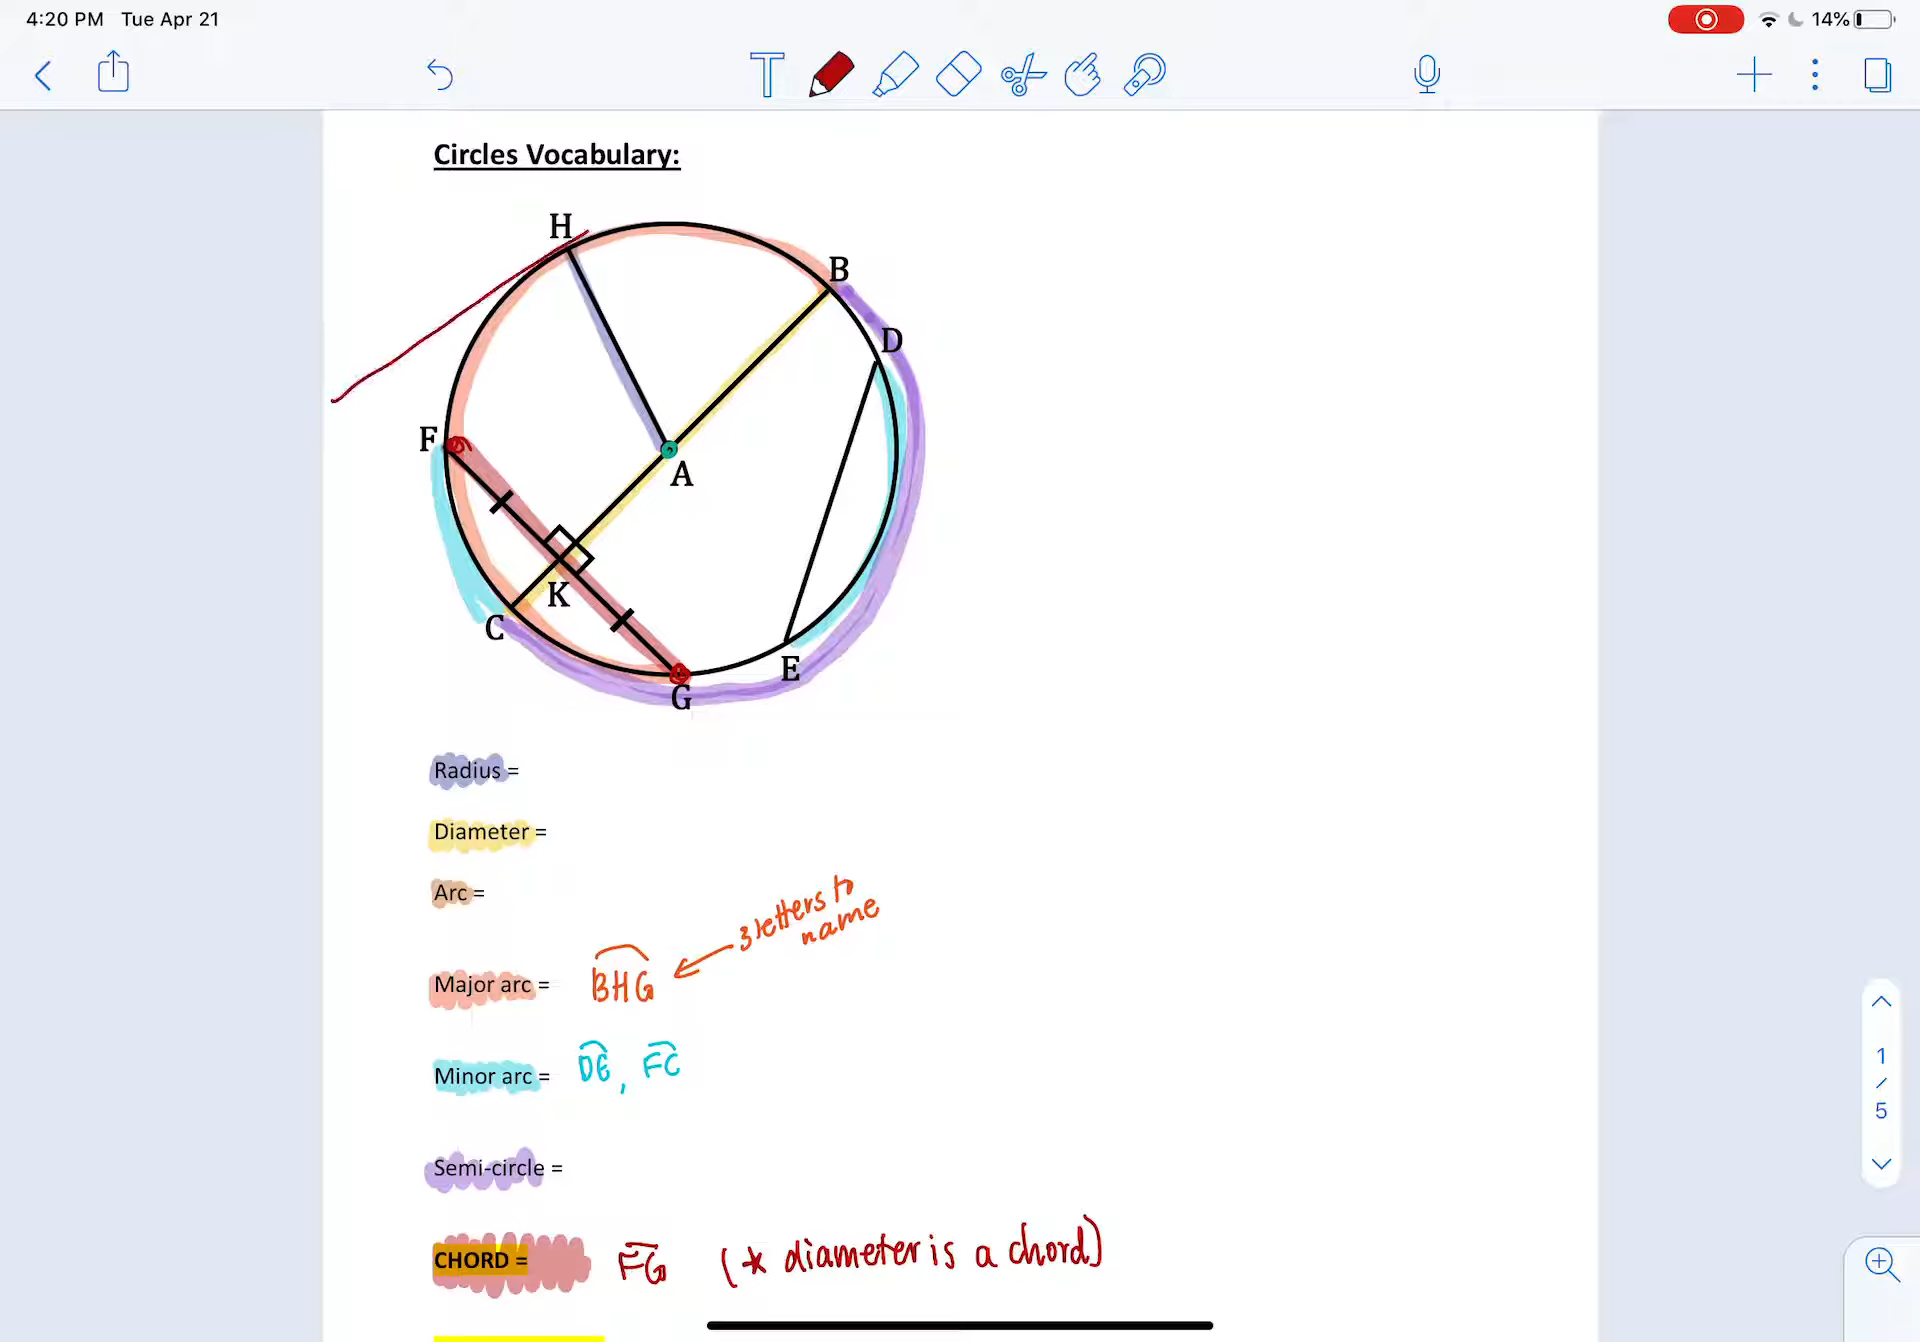 4:20 PM Tue Apr 21
14%
T
Circles Vocabulary:
H
B
D
F
A
K
C
E
G
Radius =
Diameter =
Arc =
3 letters to
name
Major arc = BHG
Minor arc = DE, FC
Semi-circle =
CHORD = FG (* diameter is a chord)
1
/
5